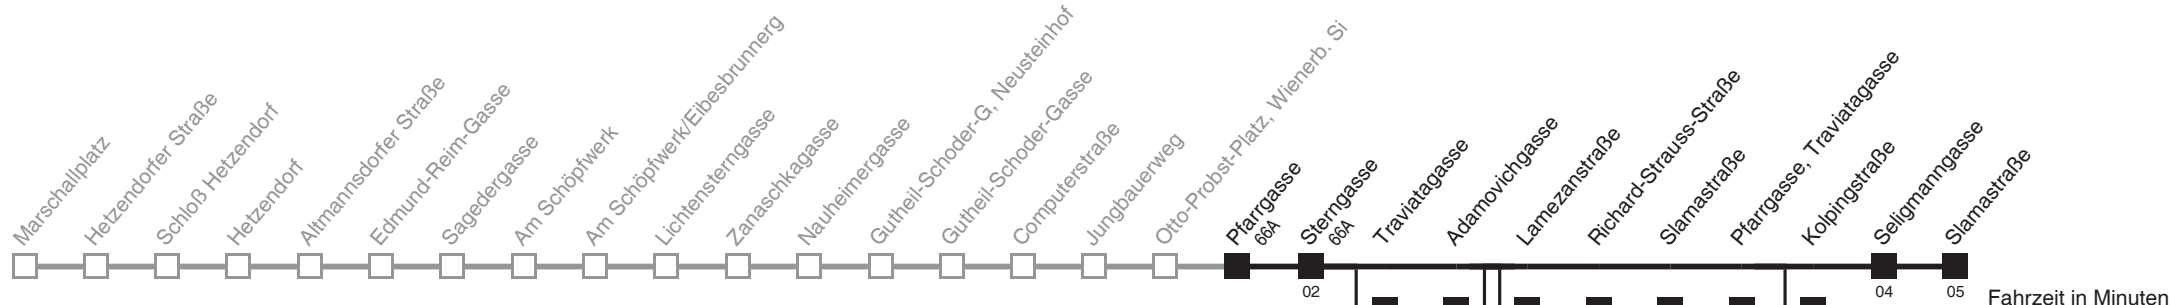 Marschallplatz
Hetzendorfer Straße
Schloß Hetzendorf
Hetzendorf
Altmannsdorfer Straße
Edmund-Reim-Gasse
Sagedergasse
Am Schöpfwerk
Am Schöpfwerk/Eibesbrunnerg
Lichtensterngasse
Zanaschkagasse
Nauheimergasse
Gutheil-Schoder-G, Neusteinhof
Gutheil-Schoder-Gasse
Computerstraße
Jungbauerweg
Otto-Probst-Platz, Wienerb. Si
Pfarrgasse
66A
Sterngasse
66A
Traviatagasse
Adamovichgasse
Lamezanstraße
Richard-Strauss-Straße
Slamastraße
Pfarrgasse, Traviatagasse
Kolpingstraße
Seligmanngasse
Slamastraße
02
04
05
Fahrzeit in Minuten